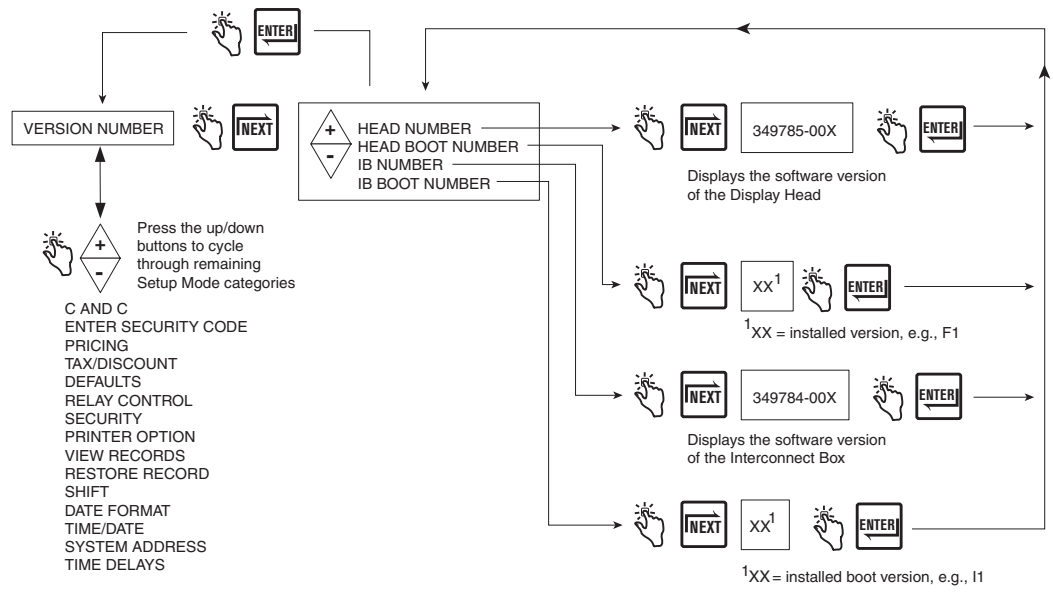 ENTER
VERSION NUMBER
NEXT
+
-
HEAD NUMBER
HEAD BOOT NUMBER
IB NUMBER
IB BOOT NUMBER
NEXT
349785-00X
ENTER
Displays the software version
of the Display Head
+
-
Press the up/down
buttons to cycle
through remaining
Setup Mode categories
C AND C
ENTER SECURITY CODE
PRICING
TAX/DISCOUNT
DEFAULTS
RELAY CONTROL
SECURITY
PRINTER OPTION
VIEW RECORDS
RESTORE RECORD
SHIFT
DATE FORMAT
TIME/DATE
SYSTEM ADDRESS
TIME DELAYS
NEXT
XX1
ENTER
1XX = installed version, e.g., F1
NEXT
349784-00X
ENTER
Displays the software version
of the Interconnect Box
NEXT
XX1
ENTER
1XX = installed boot version, e.g., I1